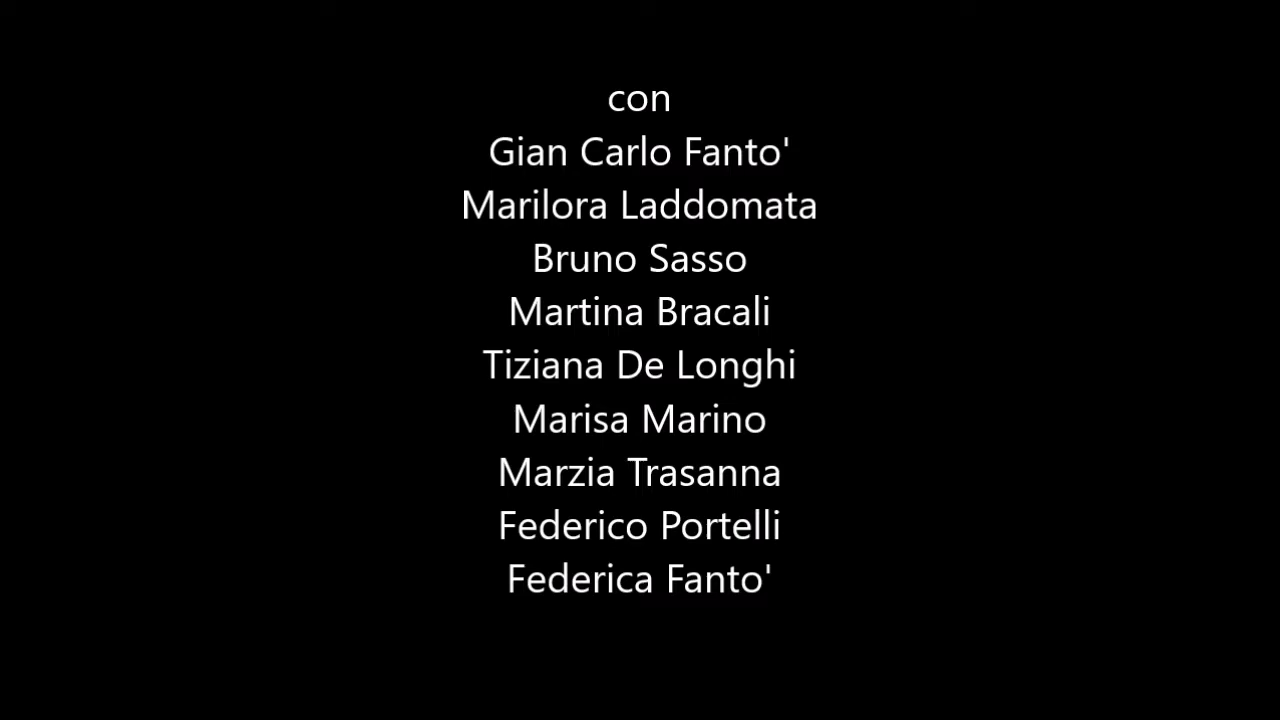 con
Gian Carlo Fanto'
Marilora Laddomata
Bruno Sasso
Martina Bracali
Tiziana De Longhi
Marisa Marino
Marzia Trasanna
Federico Portelli
Federica Fanto'